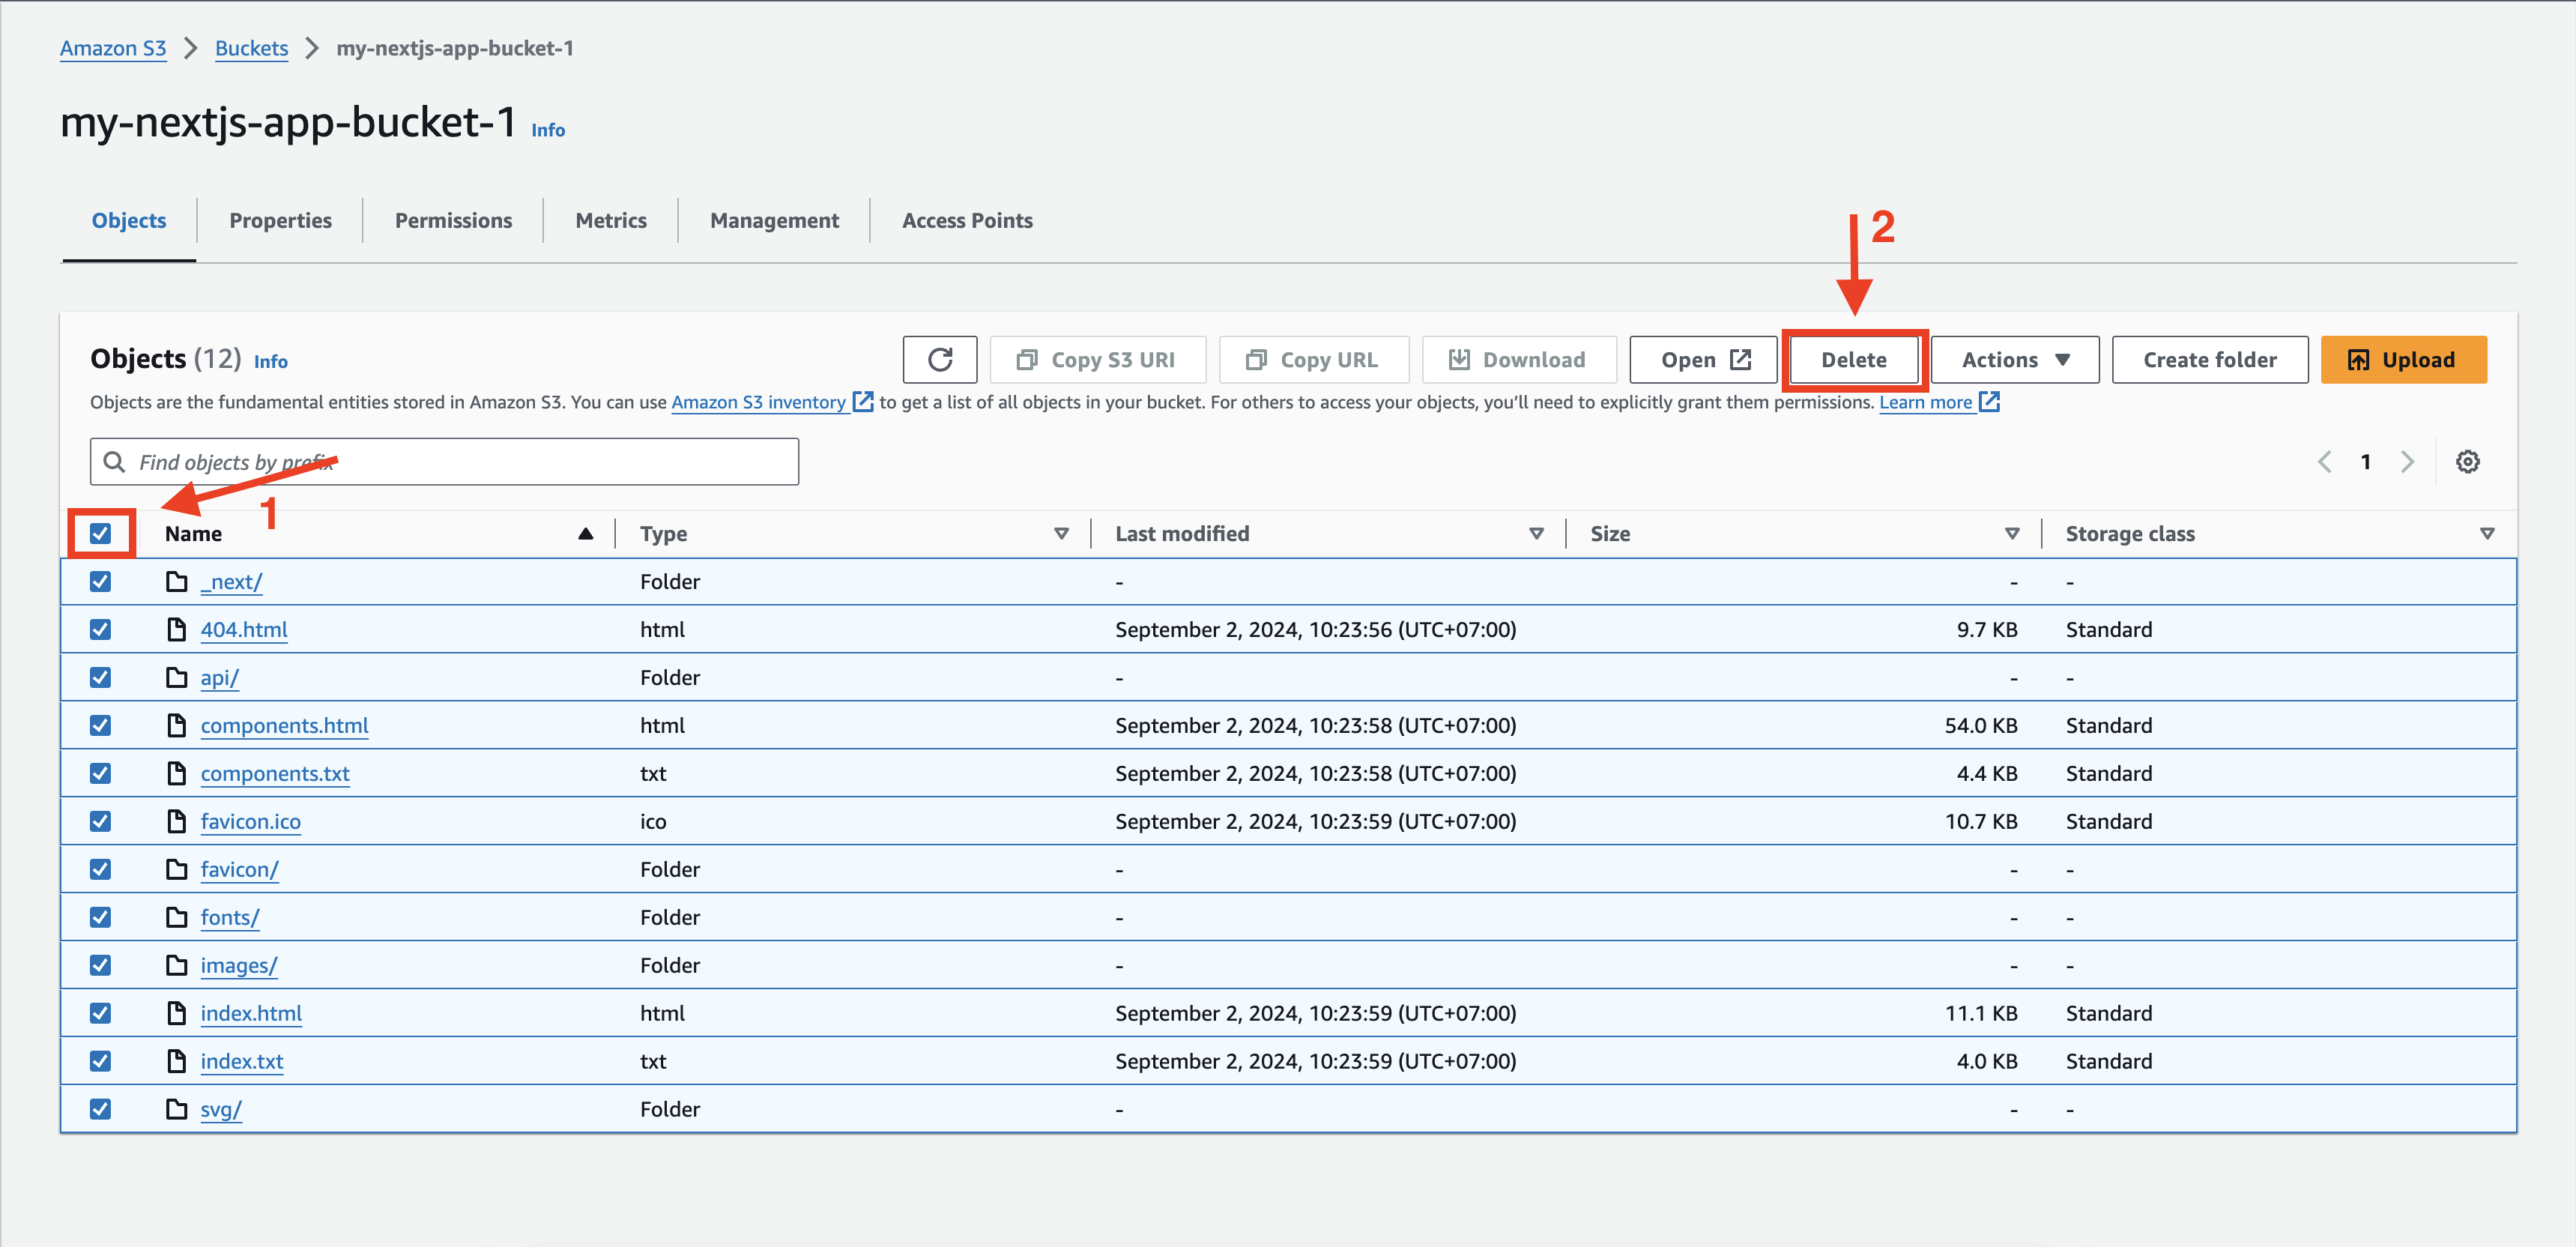 Amazon S3 > Buckets > my-nextjs-app-bucket-1
my-nextjs-app-bucket-1 Info
Objects Properties Permissions Metrics Management Access Points
2
Objects (12) Info Copy S3 URI Copy URL Download Open Delete Actions Create folder Upload
Objects are the fundamental entities stored in Amazon S3. You can use Amazon S3 inventory to get a list of all objects in your bucket. For others to access your objects, you’ll need to explicitly grant them permissions. Learn more
Find objects by prefix 1
1
Name Type Last modified Size Storage class
_next/ Folder - - -
404.html html September 2, 2024, 10:23:56 (UTC+07:00) 9.7 KB Standard
api/ Folder - - -
components.html html September 2, 2024, 10:23:58 (UTC+07:00) 54.0 KB Standard
components.txt txt September 2, 2024, 10:23:58 (UTC+07:00) 4.4 KB Standard
favicon.ico ico September 2, 2024, 10:23:59 (UTC+07:00) 10.7 KB Standard
favicon/ Folder - - -
fonts/ Folder - - -
images/ Folder - - -
index.html html September 2, 2024, 10:23:59 (UTC+07:00) 11.1 KB Standard
index.txt txt September 2, 2024, 10:23:59 (UTC+07:00) 4.0 KB Standard
svg/ Folder - - -